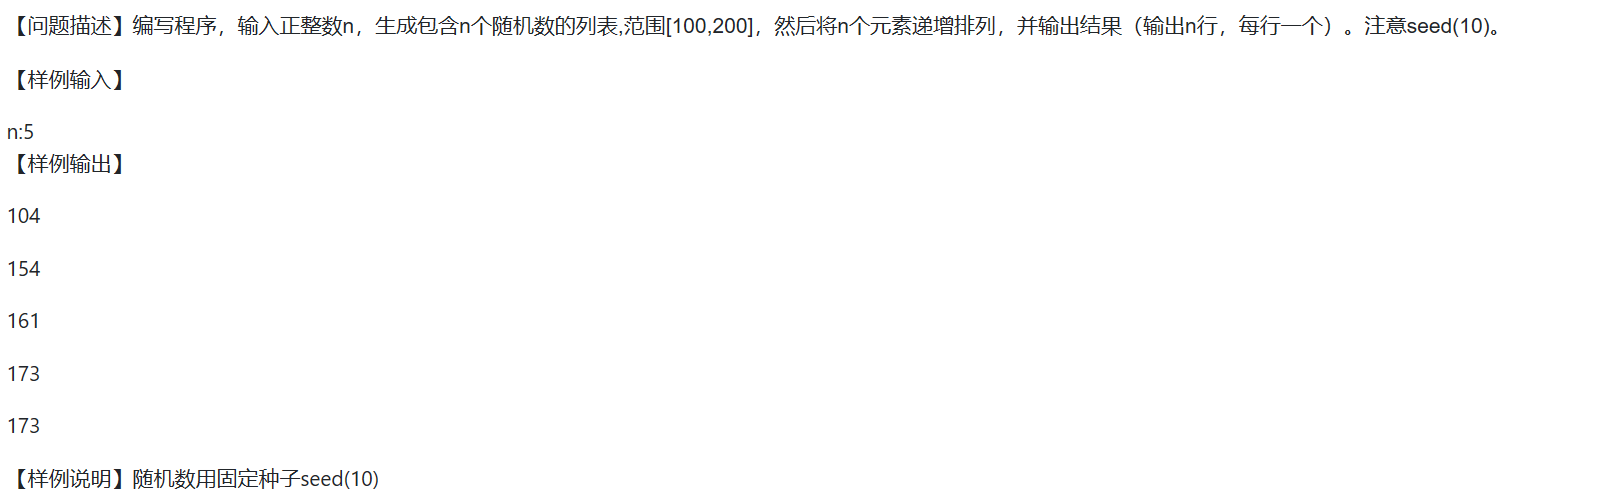 【问题描述】编写程序，输入正整数n，生成包含n个随机数的列表,范围[100,200]，然后将n个元素递增排列，并输出结果（输出n行，每行一个）。注意seed(10)。
【样例输入】
n:5
【样例输出】
104
154
161
173
173
【样例说明】随机数用固定种子seed(10)